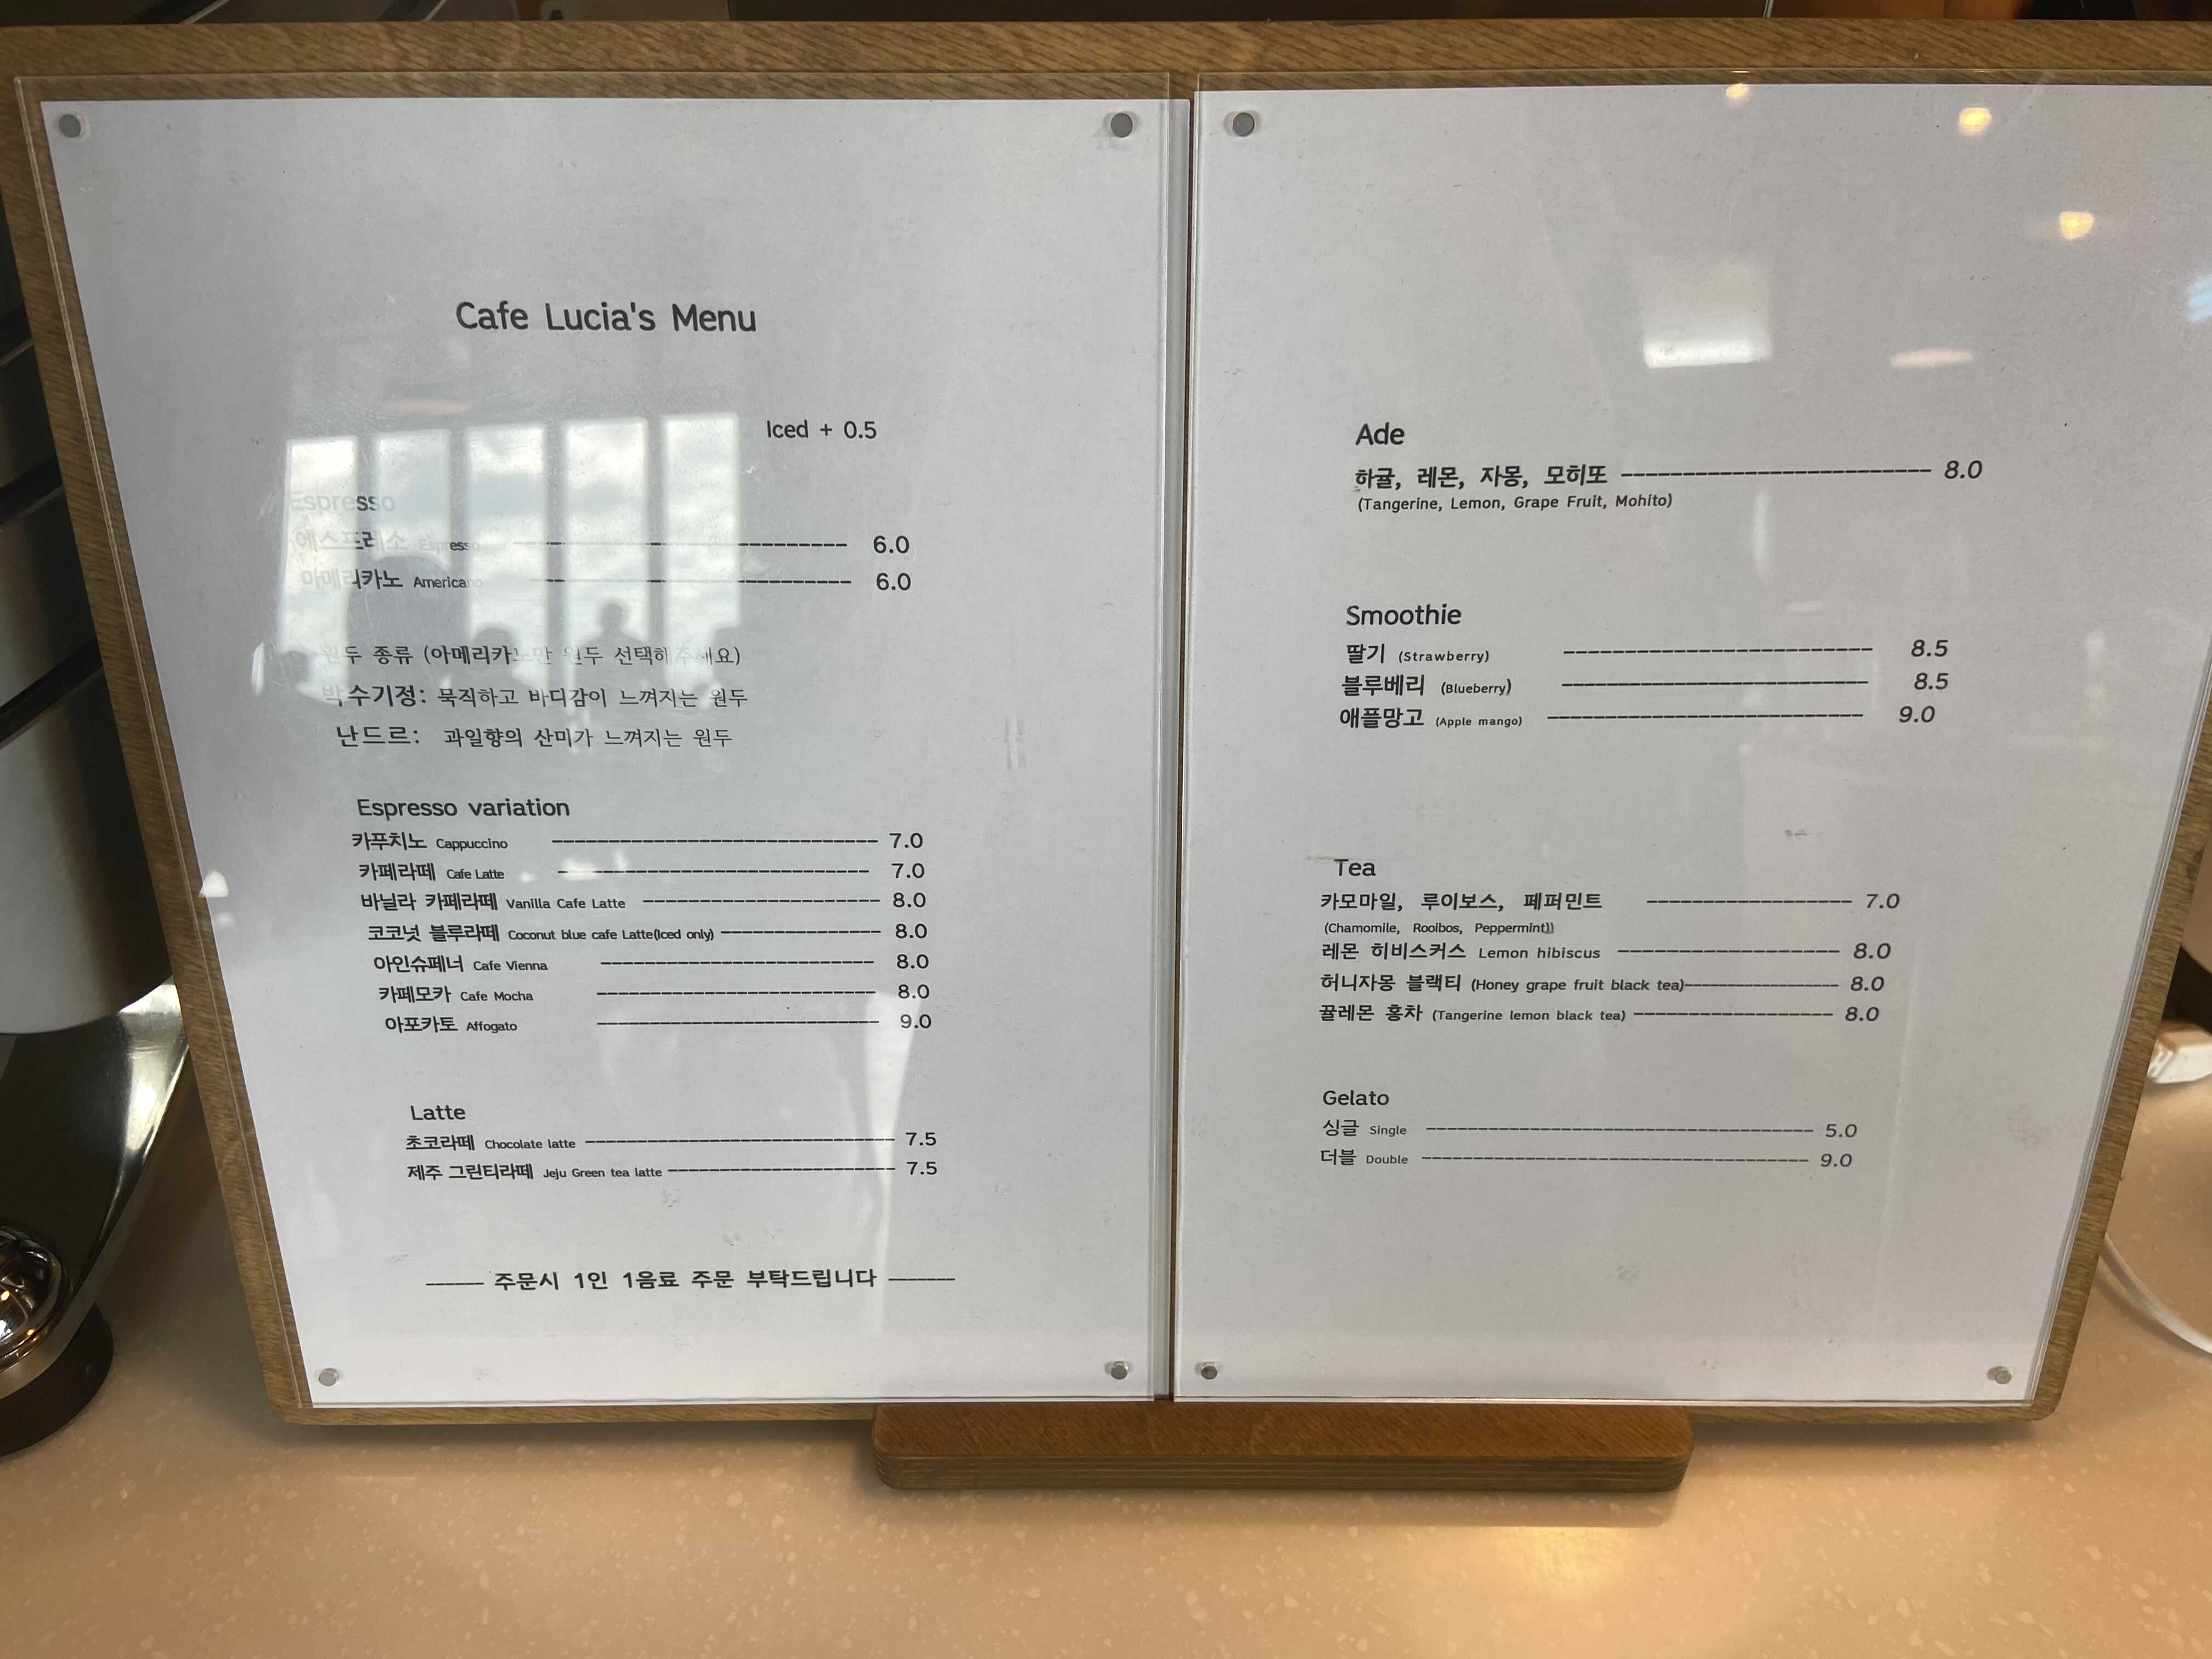 Cafe Lucia's Menu
Iced + 0.5
Espresso
에스프레소 Espresso 6.0
아메리카노 Americano 6.0
원두 종류 (아메리카노만 원두 선택해주세요)
박수기정: 묵직하고 바디감이 느껴지는 원두
난드르: 과일향의 산미가 느껴지는 원두
Espresso variation
카푸치노 Cappuccino 7.0
카페라떼 Cafe Latte 7.0
바닐라 카페라떼 Vanilla Cafe Latte 8.0
코코넛 블루라떼 Coconut blue cafe Latte(Iced only) 8.0
아인슈페너 Cafe Vienna 8.0
카페모카 Cafe Mocha 8.0
아포카토 Affogato 9.0
Latte
초코라떼 Chocolate latte 7.5
제주 그린티라떼 Jeju Green tea latte 7.5
주문시 1인 1음료 주문 부탁드립니다
Ade
하귤, 레몬, 자몽, 모히또 8.0
(Tangerine, Lemon, Grape Fruit, Mohito)
Smoothie
딸기 (Strawberry) 8.5
블루베리 (Blueberry) 8.5
애플망고 (Apple mango) 9.0
Tea
카모마일, 루이보스, 페퍼민트 7.0
(Chamomile, Rooibos, Peppermint))
레몬 히비스커스 Lemon hibiscus 8.0
허니자몽 블랙티 (Honey grape fruit black tea) 8.0
귤레몬 홍차 (Tangerine lemon black tea) 8.0
Gelato
싱글 Single 5.0
더블 Double 9.0